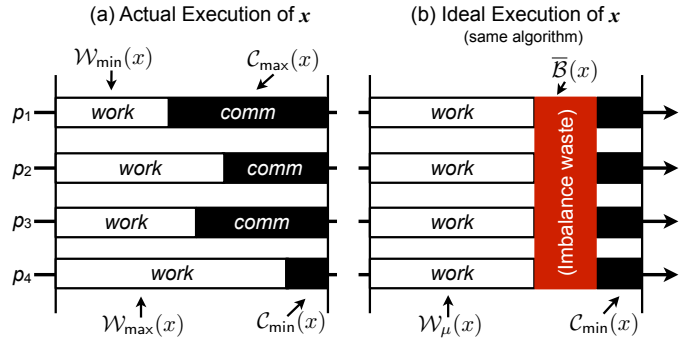 (a) Actual Execution of x
(b) Ideal Execution of x
(same algorithm)
𝒲min(x)
𝒞max(x)
ℬ̅(x)
p1
work
comm
work
p2
work
comm
work
p3
work
comm
work
p4
work
work
(Imbalance waste)
𝒲max(x)
𝒞min(x)
𝒲μ(x)
𝒞min(x)